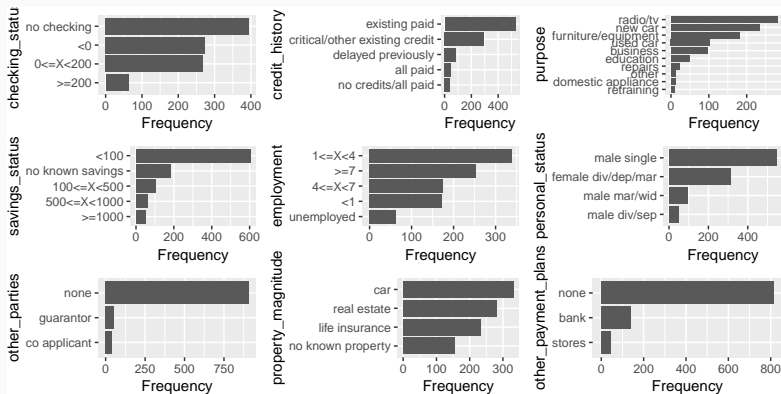 checking_statu
no checking
<0
0<=X<200
>=200
0 100 200 300 400
Frequency
credit_history
existing paid
critical/other existing credit
delayed previously
all paid
no credits/all paid
0 100 200 300 400 500
Frequency
purpose
radio/tv
new car
furniture/equipment
used car
business
education
repairs
other
domestic appliance
retraining
0 100 200
Frequency
savings_status
<100
no known savings
100<=X<500
500<=X<1000
>=1000
0 200 400 600
Frequency
employment
1<=X<4
>=7
4<=X<7
<1
unemployed
0 100 200 300
Frequency
personal_status
male single
female div/dep/mar
male mar/wid
male div/sep
0 200 400
Frequency
other_parties
none
guarantor
co applicant
0 250 500 750
Frequency
property_magnitude
car
real estate
life insurance
no known property
0 100 200 300
Frequency
other_payment_plans
none
bank
stores
0 200 400 600 800
Frequency